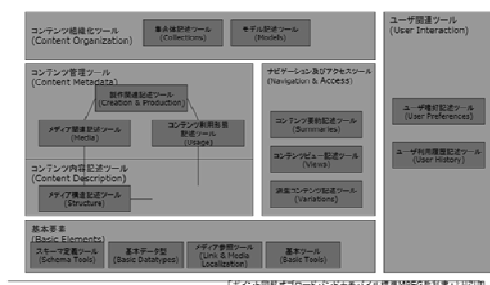 コンテンツ組織化ツール
(Content Organization)
集合体記述ツール
(Collections)
モデル記述ツール
(Models)
ユーザ関連ツール
(User Interaction)
コンテンツ管理ツール
(Content Metadata)
製作関連記述ツール
(Creation & Production)
メディア関連記述ツール
(Media)
コンテンツ利用形態
記述ツール
(Usage)
ナビゲーション及びアクセスツール
(Navigation & Access)
コンテンツ要約記述ツール
(Summaries)
コンテンツビュー記述ツール
(Views)
派生コンテンツ記述ツール
(Variations)
ユーザ嗜好記述ツール
(User Preferences)
ユーザ利用履歴記述ツール
(User History)
コンテンツ内容記述ツール
(Content Description)
メディア構造記述ツール
(Structure)
基本要素
(Basic Elements)
スキーマ定義ツール
(Schema Tools)
基本データ型
(Basic Datatypes)
メディア参照ツール
(Link & Media
Localization)
基本ツール
(Basic Tools)